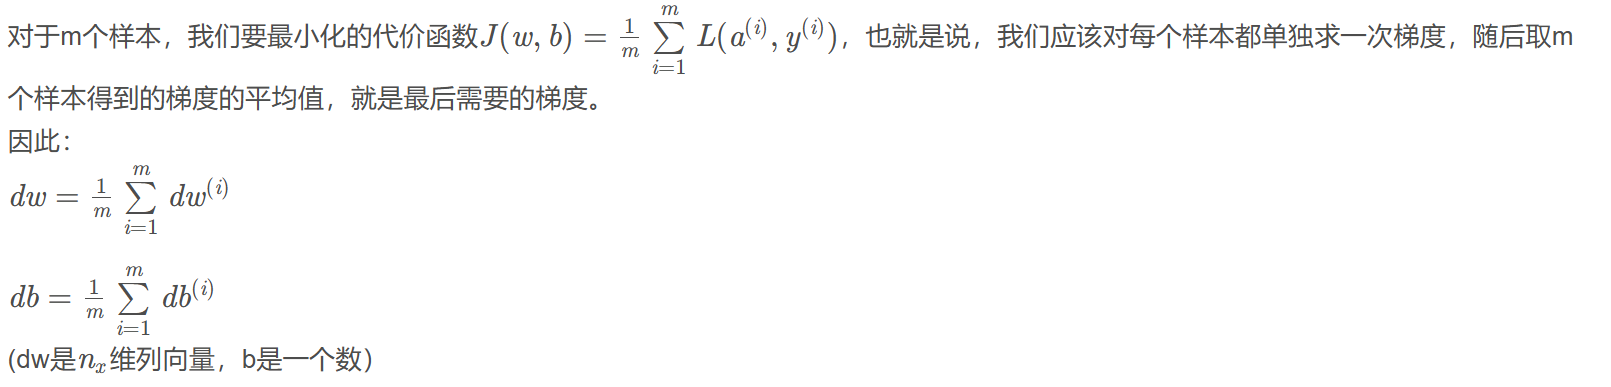 对于m个样本，我们要最小化的代价函数$J(w, b) = \frac{1}{m} \sum_{i=1}^{m} L(a^{(i)}, y^{(i)})$，也就是说，我们应该对每个样本都单独求一次梯度，随后取m
个样本得到的梯度的平均值，就是最后需要的梯度。
因此：
$dw = \frac{1}{m} \sum_{i=1}^{m} dw^{(i)}$
$db = \frac{1}{m} \sum_{i=1}^{m} db^{(i)}$
(dw是$n_x$维列向量，b是一个数）